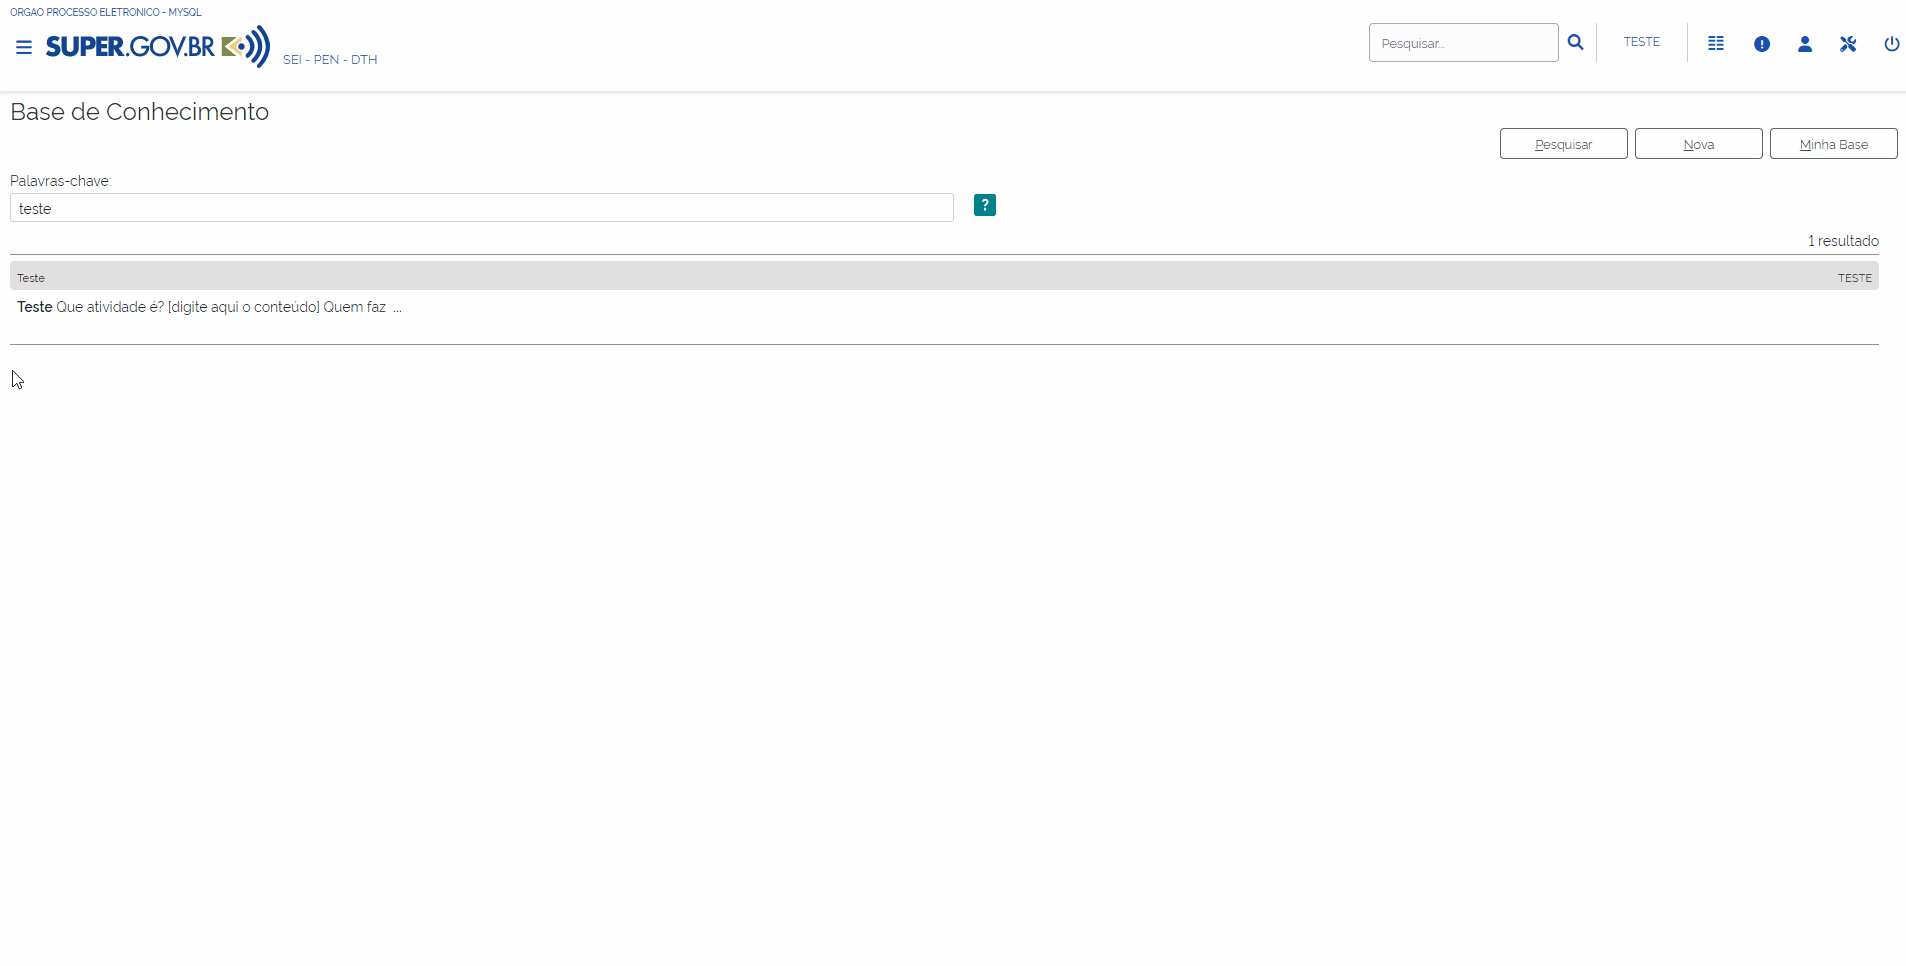 ORGAO PROCESSO ELETRONICO - MYSQL
SUPER.GOV.BR
SEI - PEN - DTH
Pesquisar...
TESTE
Base de Conhecimento
Pesquisar
Nova
Minha Base
Palavras-chave:
teste
?
1 resultado
Teste
TESTE
Teste Que atividade é? [digite aqui o conteúdo] Quem faz ...